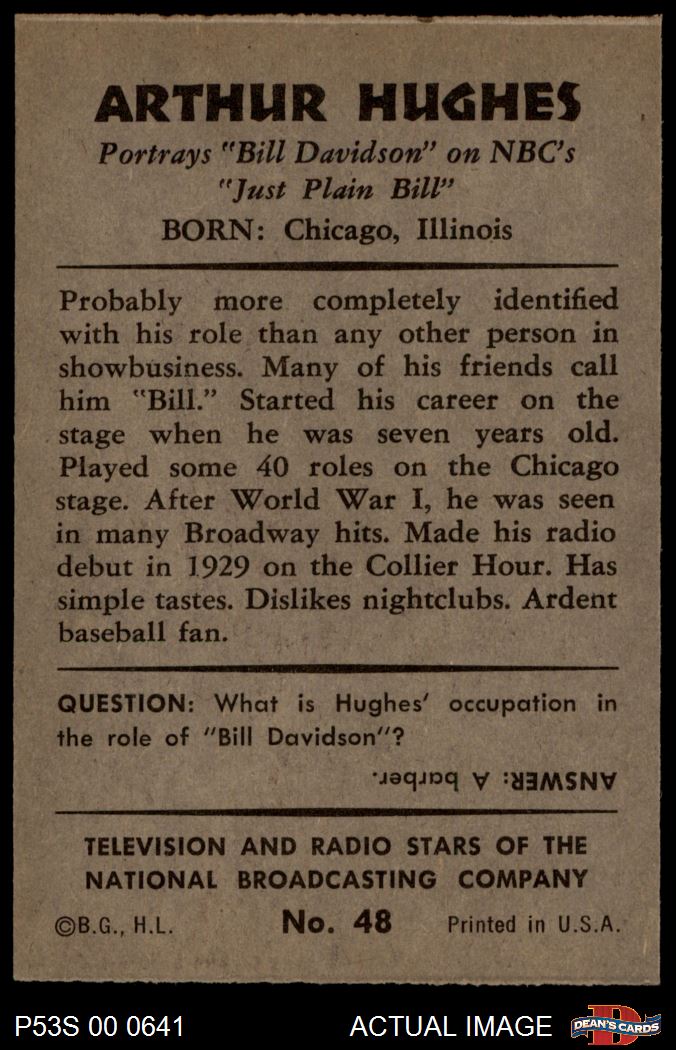 ARTHUR HUGHES
Portrays "Bill Davidson" on NBC's
"Just Plain Bill"
BORN: Chicago, Illinois
Probably more completely identified
with his role than any other person in
showbusiness. Many of his friends call
him "Bill." Started his career on the
stage when he was seven years old.
Played some 40 roles on the Chicago
stage. After World War I, he was seen
in many Broadway hits. Made his radio
debut in 1929 on the Collier Hour. Has
simple tastes. Dislikes nightclubs. Ardent
baseball fan.
QUESTION: What is Hughes' occupation in
the role of "Bill Davidson"?
ANSWER: A barber.
TELEVISION AND RADIO STARS OF THE
NATIONAL BROADCASTING COMPANY
©B.G., H.L. No. 48 Printed in U.S.A.
P53S 00 0641 ACTUAL IMAGE D DEAN'S CARDS